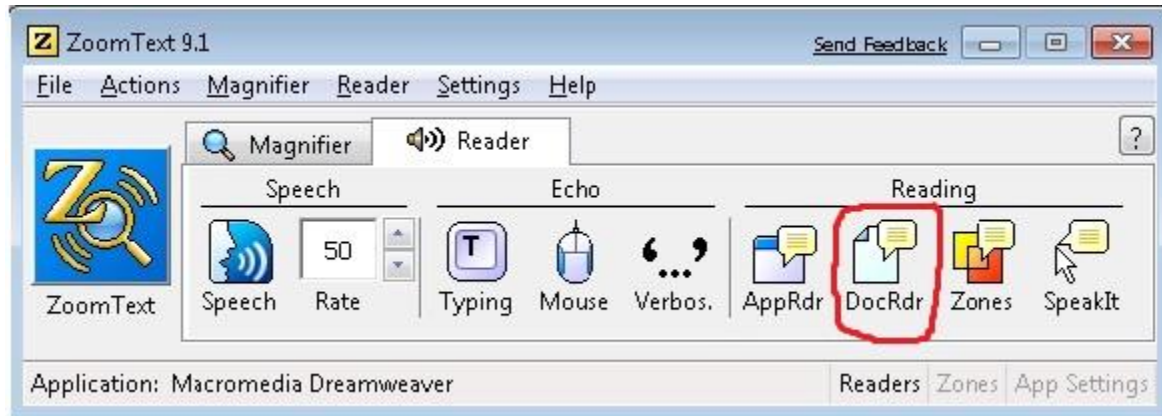 Z ZoomText 9.1 Send Feedback
File Actions Magnifier Reader Settings Help
Magnifier Reader ?
Speech Echo Reading
50 T
ZoomText Speech Rate Typing Mouse Verbos. AppRdr DocRdr Zones SpeakIt
Application: Macromedia Dreamweaver Readers Zones App Settings